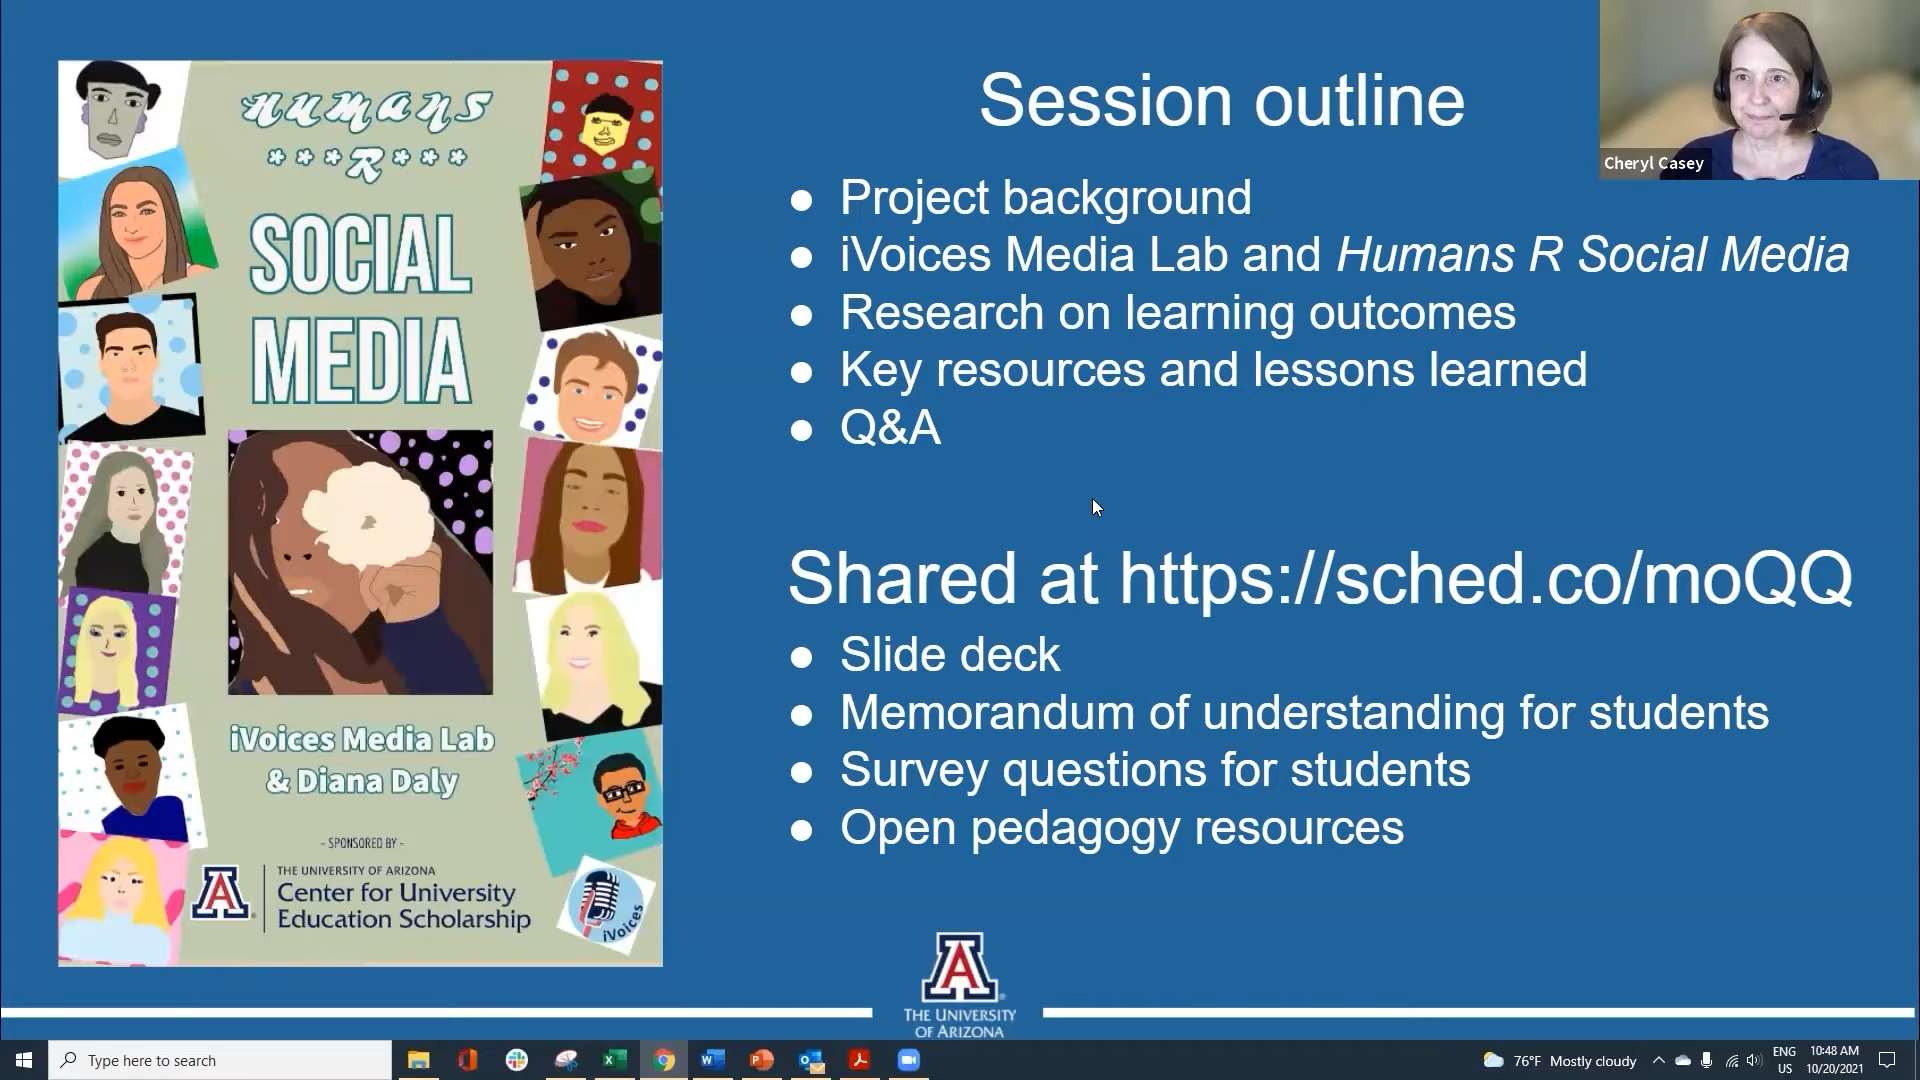 HUMANS
***R***
SOCIAL
MEDIA
iVoices Media Lab
& Diana Daly
- SPONSORED BY -
A
THE UNIVERSITY OF ARIZONA
Center for University
Education Scholarship
iVoices
Session outline
● Project background
● iVoices Media Lab and Humans R Social Media
● Research on learning outcomes
● Key resources and lessons learned
● Q&A
Shared at https://sched.co/moQQ
● Slide deck
● Memorandum of understanding for students
● Survey questions for students
● Open pedagogy resources
Cheryl Casey
A
THE UNIVERSITY
OF ARIZONA
Type here to search
76°F Mostly cloudy
ENG
US
10:48 AM
10/20/2021